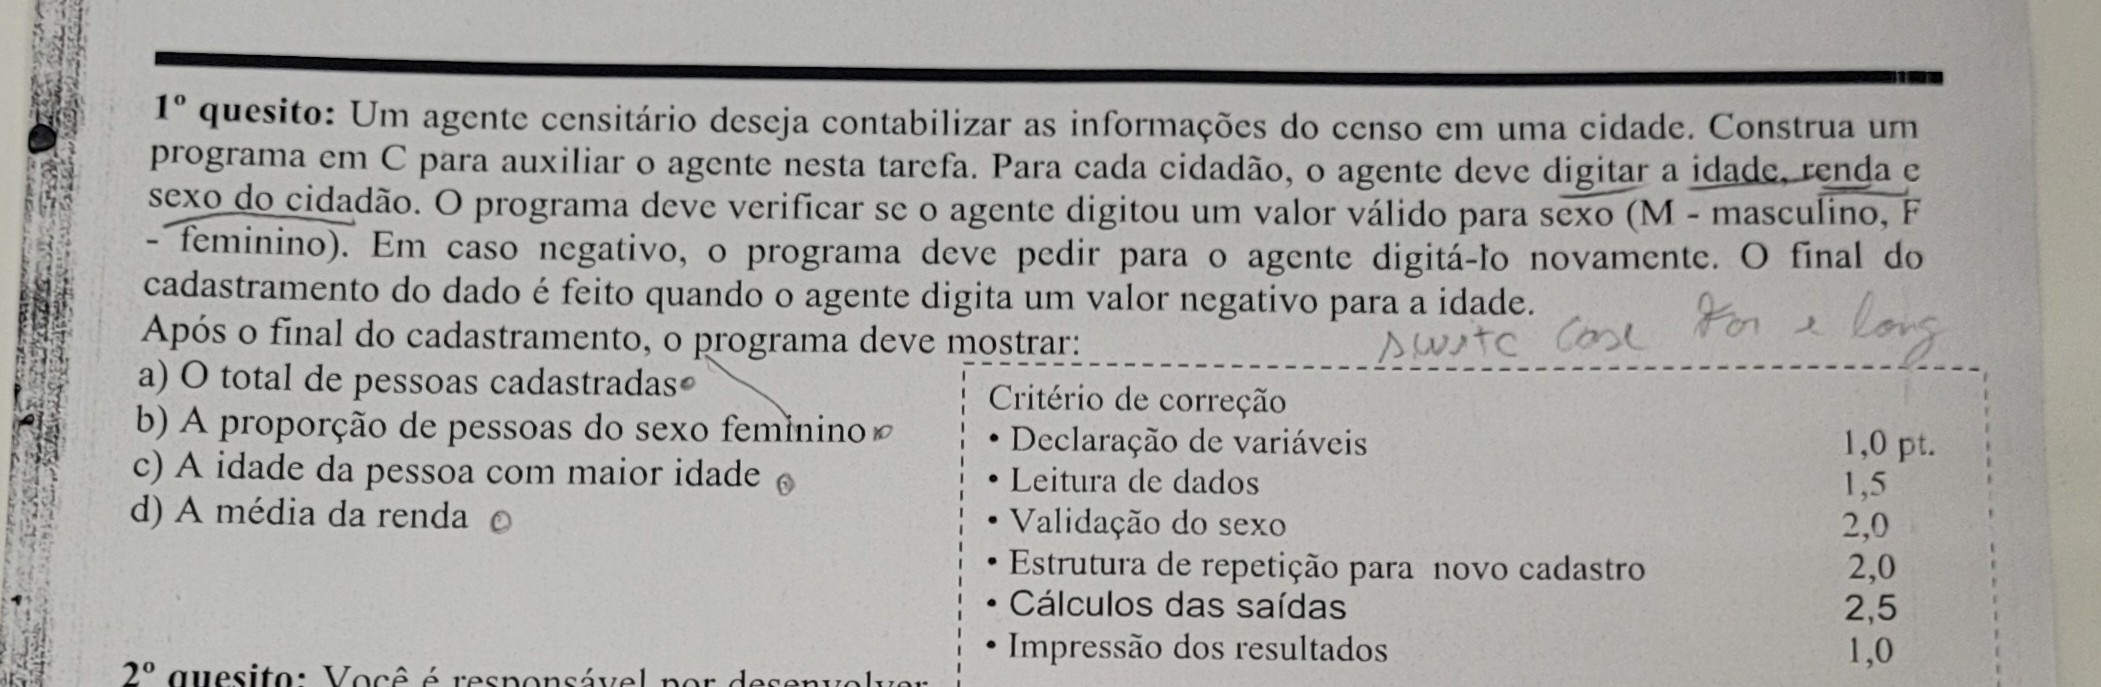 1º quesito: Um agente censitário deseja contabilizar as informações do censo em uma cidade. Construa um
programa em C para auxiliar o agente nesta tarefa. Para cada cidadão, o agente deve digitar a idade, renda e
sexo do cidadão. O programa deve verificar se o agente digitou um valor válido para sexo (M - masculino, F
- feminino). Em caso negativo, o programa deve pedir para o agente digitá-lo novamente. O final do
cadastramento do dado é feito quando o agente digita um valor negativo para a idade.
Após o final do cadastramento, o programa deve mostrar:
switc case for e long
a) O total de pessoas cadastradas
b) A proporção de pessoas do sexo feminino
c) A idade da pessoa com maior idade
d) A média da renda
Critério de correção
• Declaração de variáveis 1,0 pt.
• Leitura de dados 1,5
• Validação do sexo 2,0
• Estrutura de repetição para novo cadastro 2,0
• Cálculos das saídas 2,5
• Impressão dos resultados 1,0
2º quesito: Você é responsável por desenvolver